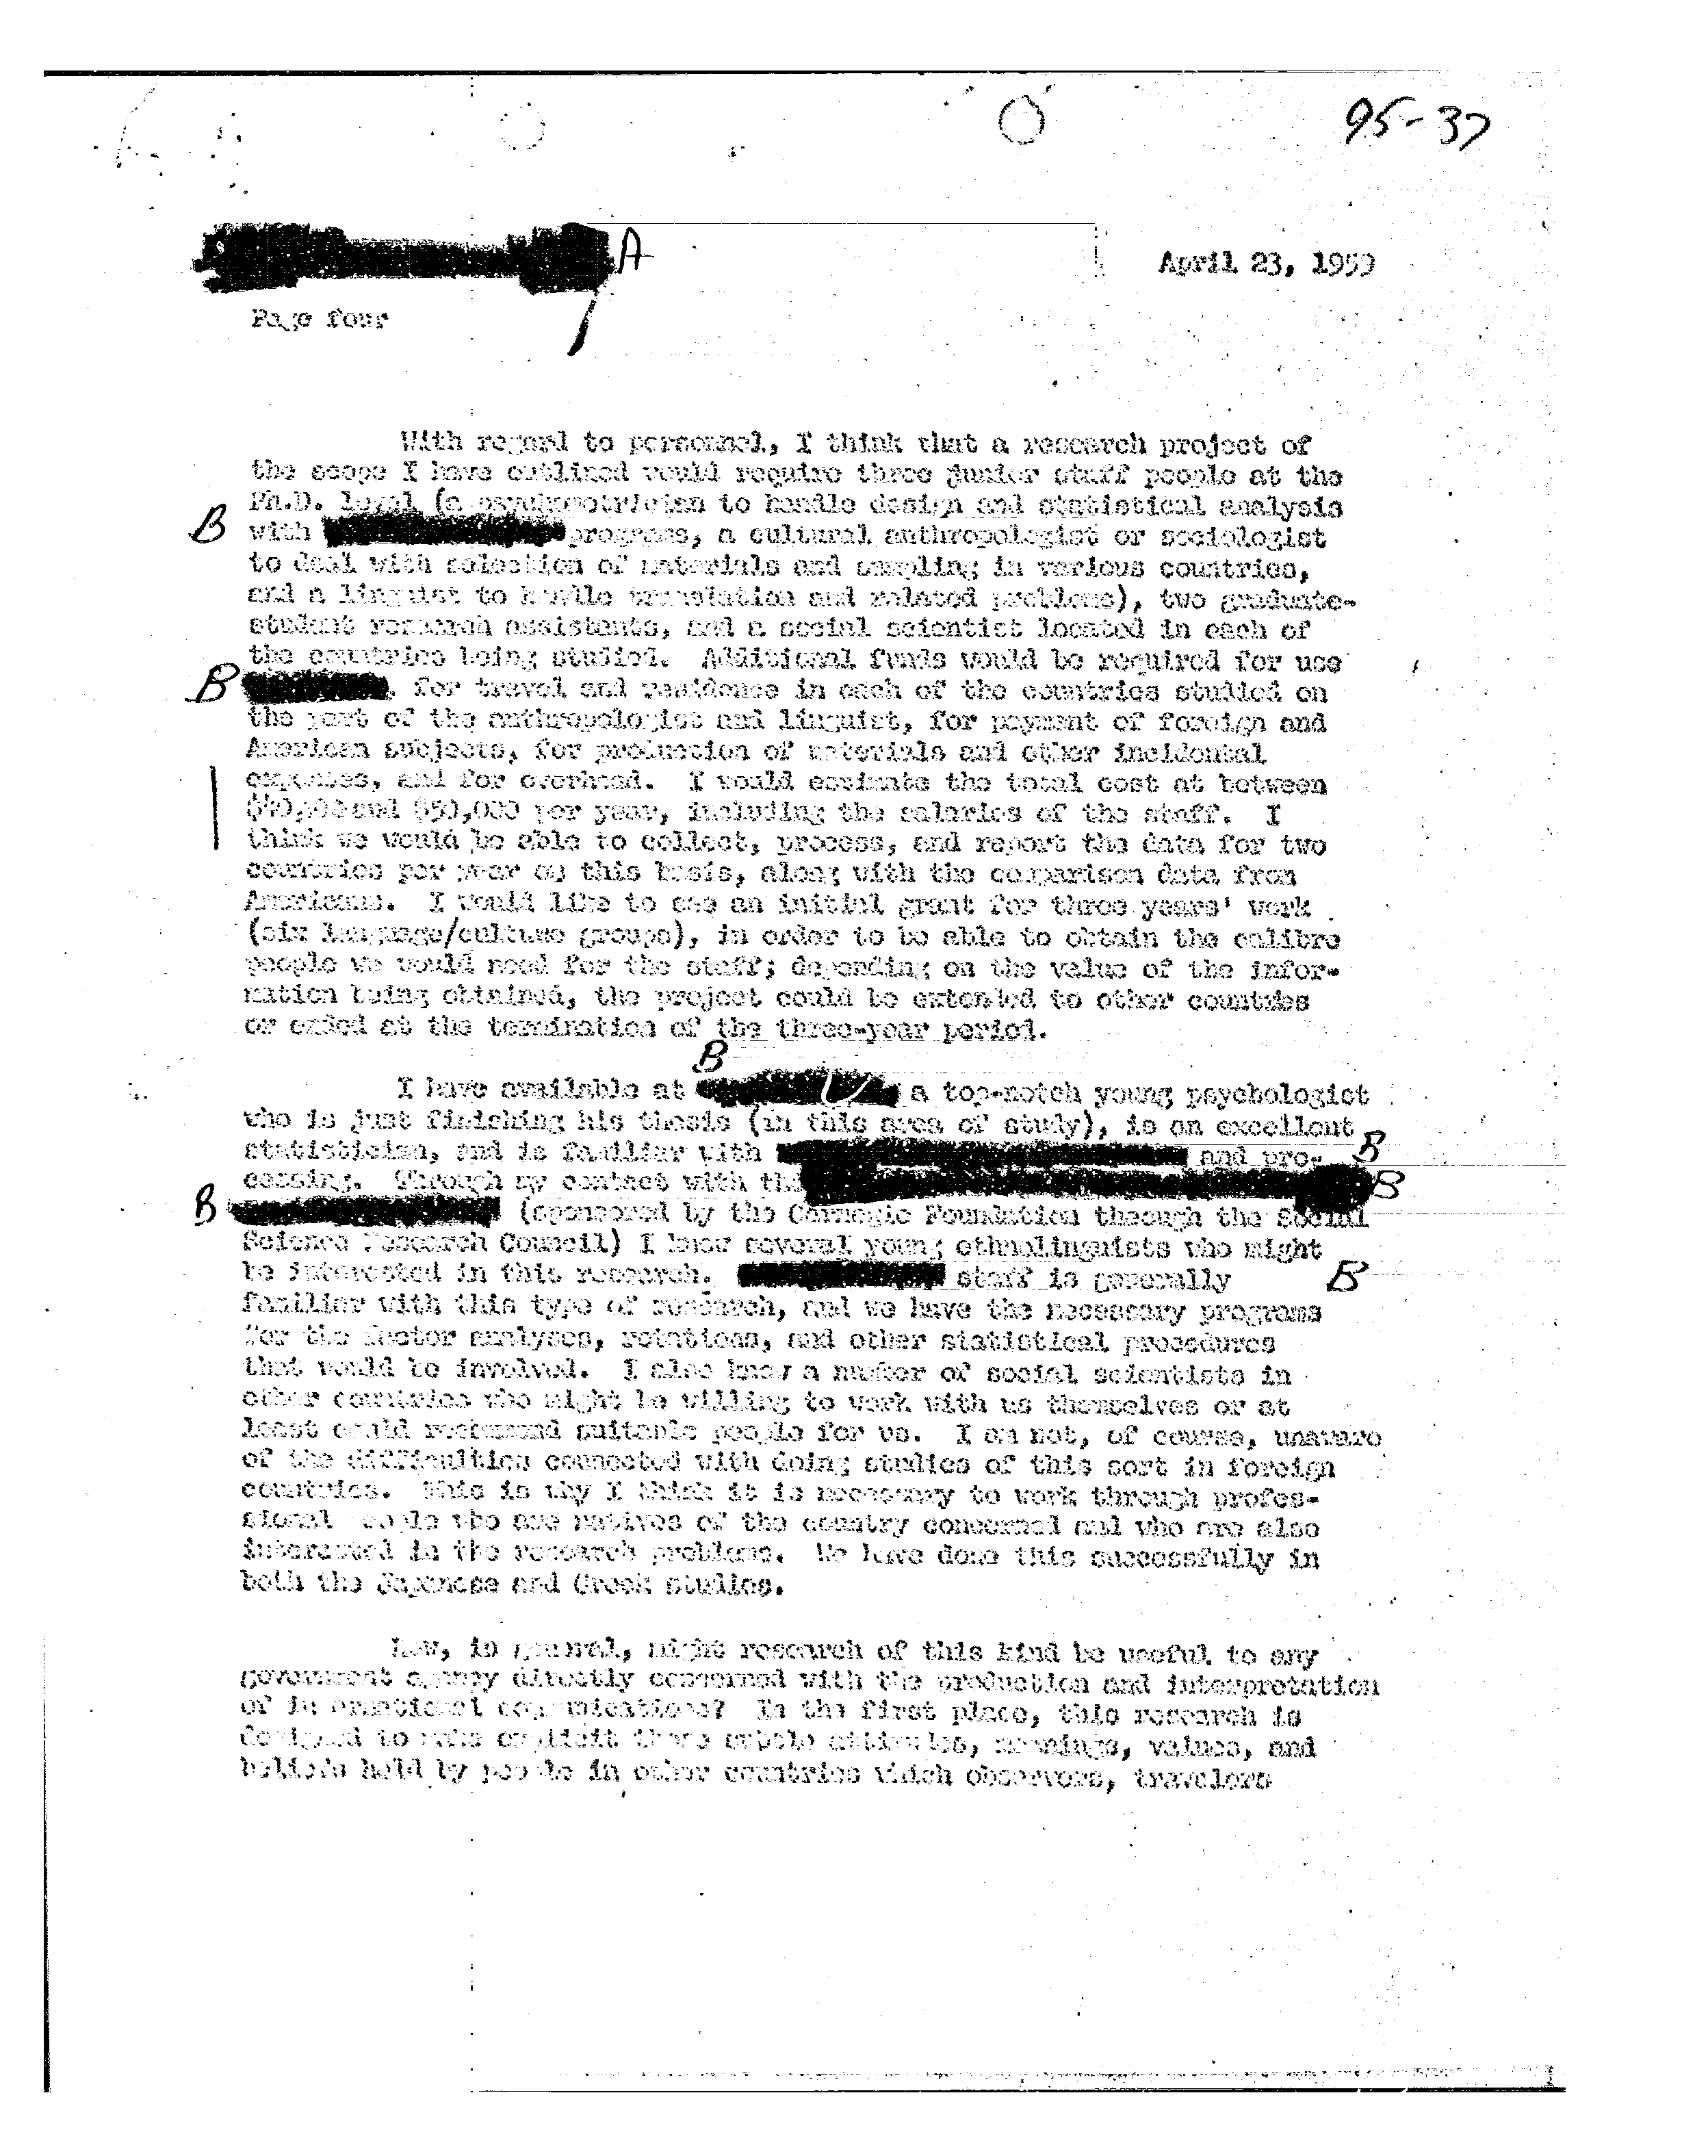 95-37
A
April 23, 1959
Page four
With regard to personnel, I think that a research project of
the scope I have outlined would require three junior staff people at the
Ph.D. level (a psychometrician to handle design and statistical analysis
B
with programs, a cultural anthropologist or sociologist
to deal with selection of materials and sampling in various countries,
and a linguist to handle translation and related problems), two graduate-
student research assistants, and a social scientist located in each of
the countries being studied. Additional funds would be required for use
B
. for travel and residence in each of the countries studied on
the part of the anthropologist and linguist, for payment of foreign and
American subjects, for production of materials and other incidental
expenses, and for overhead. I would estimate the total cost at between
and $50,000 per year, including the salaries of the staff. I
think we would be able to collect, process, and report the data for two
countries per year on this basis, along with the comparison data from
Americans. I would like to see an initial grant for three years' work
(six language/culture groups), in order to be able to obtain the calibre
people we would need for the staff; depending on the value of the infor-
mation being obtained, the project could be extended to other countries
or ended at the termination of the three-year period.
B
I have available at a top-notch young psychologist
who is just finishing his thesis (in this area of study), is an excellent
statistician, and is familiar with and pro- B
cessing. Through my contact with the B
B (sponsored by the Carnegie Foundation through the Social
Science Research Council) I know several young ethnolinguists who might
be interested in this research. staff is generally B
familiar with this type of research, and we have the necessary programs
for the factor analyses, rotations, and other statistical procedures
that would be involved. I also know a number of social scientists in
other countries who might be willing to work with us themselves or at
least could recommend suitable people for us. I am not, of course, unaware
of the difficulties connected with doing studies of this sort in foreign
countries. This is why I think it is necessary to work through profes-
sional people who are natives of the country concerned and who are also
interested in the research problems. We have done this successfully in
both the Japanese and Greek studies.
How, in general, might research of this kind be useful to any
government agency directly concerned with the production and interpretation
of communications? In the first place, this research is
designed to make explicit those subtle attitudes, meanings, values, and
beliefs held by people in other countries which observers, travelers